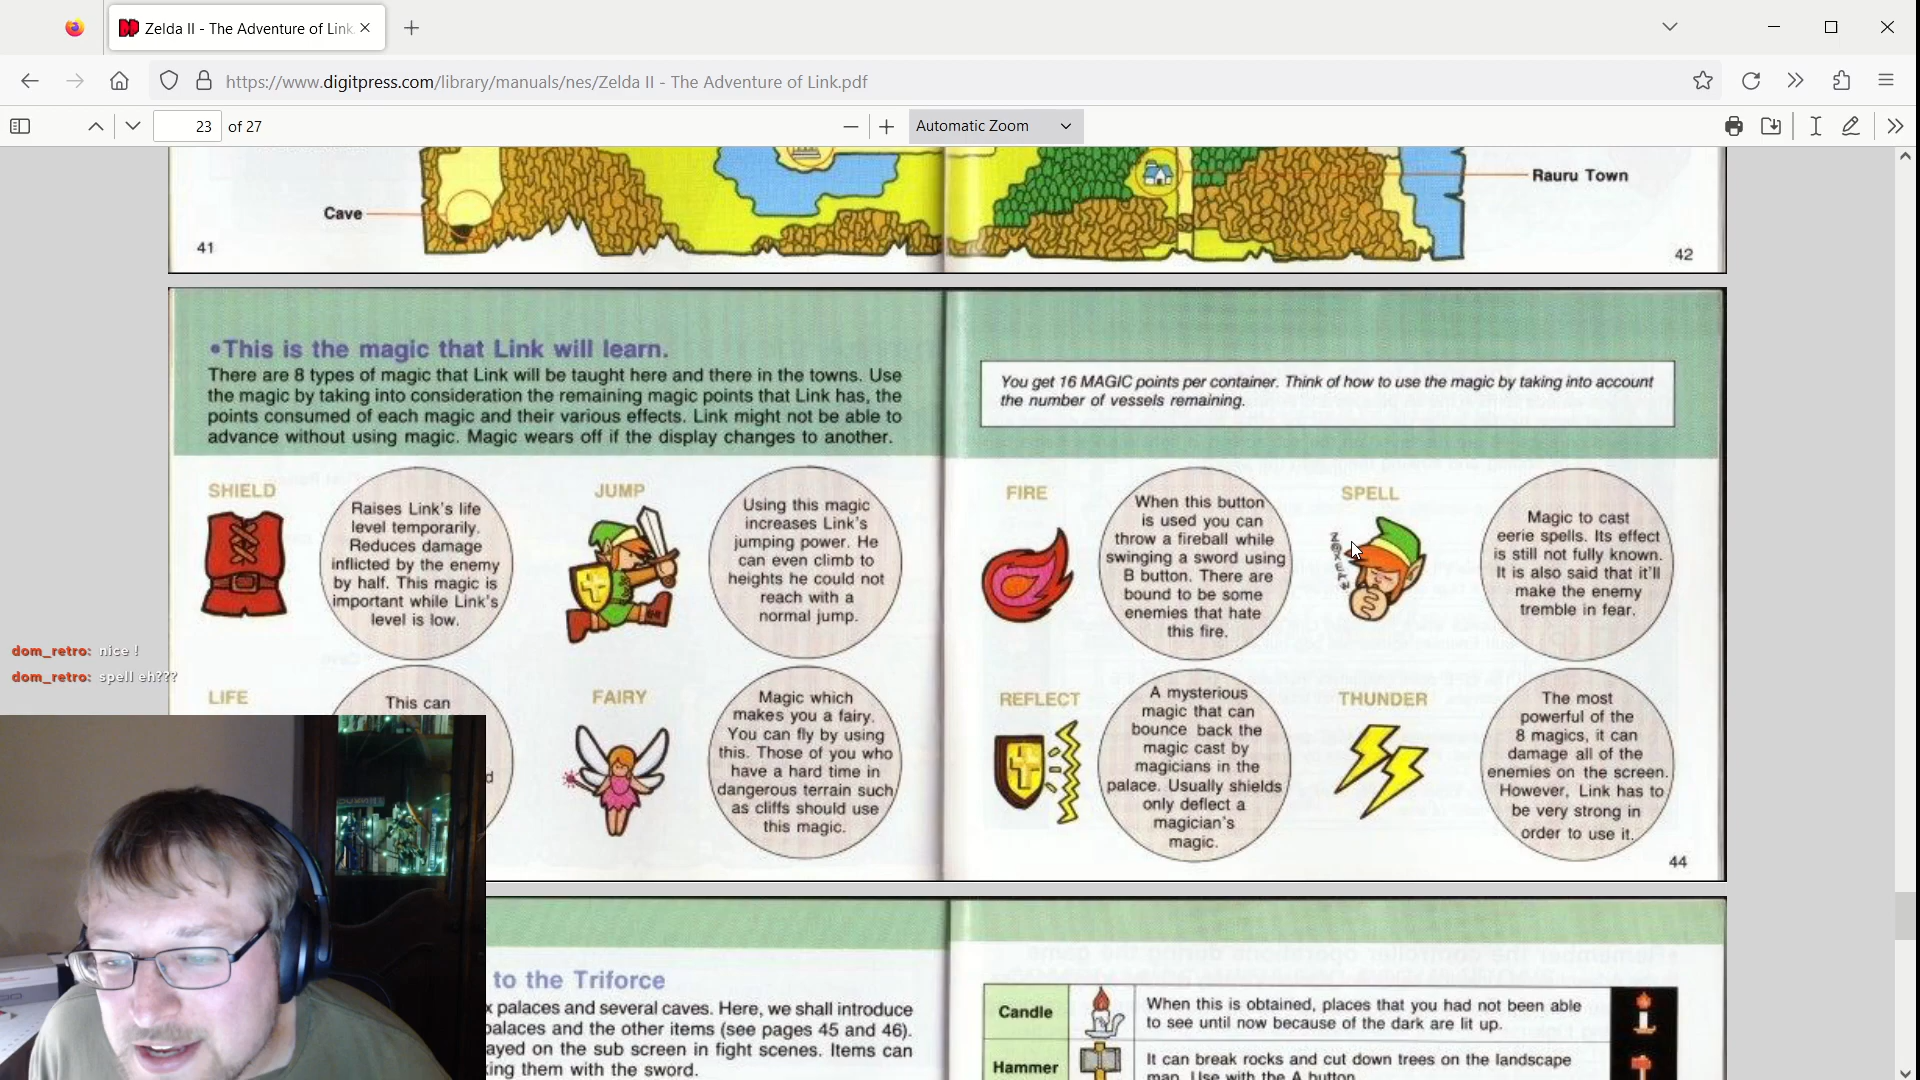 Zelda II - The Adventure of Link
https://www.digitpress.com/library/manuals/nes/Zelda II - The Adventure of Link.pdf
23 of 27
Automatic Zoom
Cave
Rauru Town
41
42
•This is the magic that Link will learn.
There are 8 types of magic that Link will be taught here and there in the towns. Use
the magic by taking into consideration the remaining magic points that Link has, the
points consumed of each magic and their various effects. Link might not be able to
advance without using magic. Magic wears off if the display changes to another.
SHIELD
Raises Link's life
level temporarily.
Reduces damage
inflicted by the enemy
by half. This magic is
important while Link's
level is low.
JUMP
Using this magic
increases Link's
jumping power. He
can even climb to
heights he could not
reach with a
normal jump.
LIFE
This can
d
FAIRY
Magic which
makes you a fairy.
You can fly by using
this. Those of you who
have a hard time in
dangerous terrain such
as cliffs should use
this magic.
You get 16 MAGIC points per container. Think of how to use the magic by taking into account
the number of vessels remaining.
FIRE
When this button
is used you can
throw a fireball while
swinging a sword using
B button. There are
bound to be some
enemies that hate
this fire.
SPELL
Magic to cast
eerie spells. Its effect
is still not fully known.
It is also said that it'll
make the enemy
tremble in fear.
REFLECT
A mysterious
magic that can
bounce back the
magic cast by
magicians in the
palace. Usually shields
only deflect a
magician's
magic.
THUNDER
The most
powerful of the
8 magics, it can
damage all of the
enemies on the screen.
However, Link has to
be very strong in
order to use it.
44
dom_retro: nice !
dom_retro: spell eh???
to the Triforce
x palaces and several caves. Here, we shall introduce
palaces and the other items (see pages 45 and 46).
ayed on the sub screen in fight scenes. Items can
king them with the sword.
Candle
When this is obtained, places that you had not been able
to see until now because of the dark are lit up.
Hammer
It can break rocks and cut down trees on the landscape
map. Use with the A button.